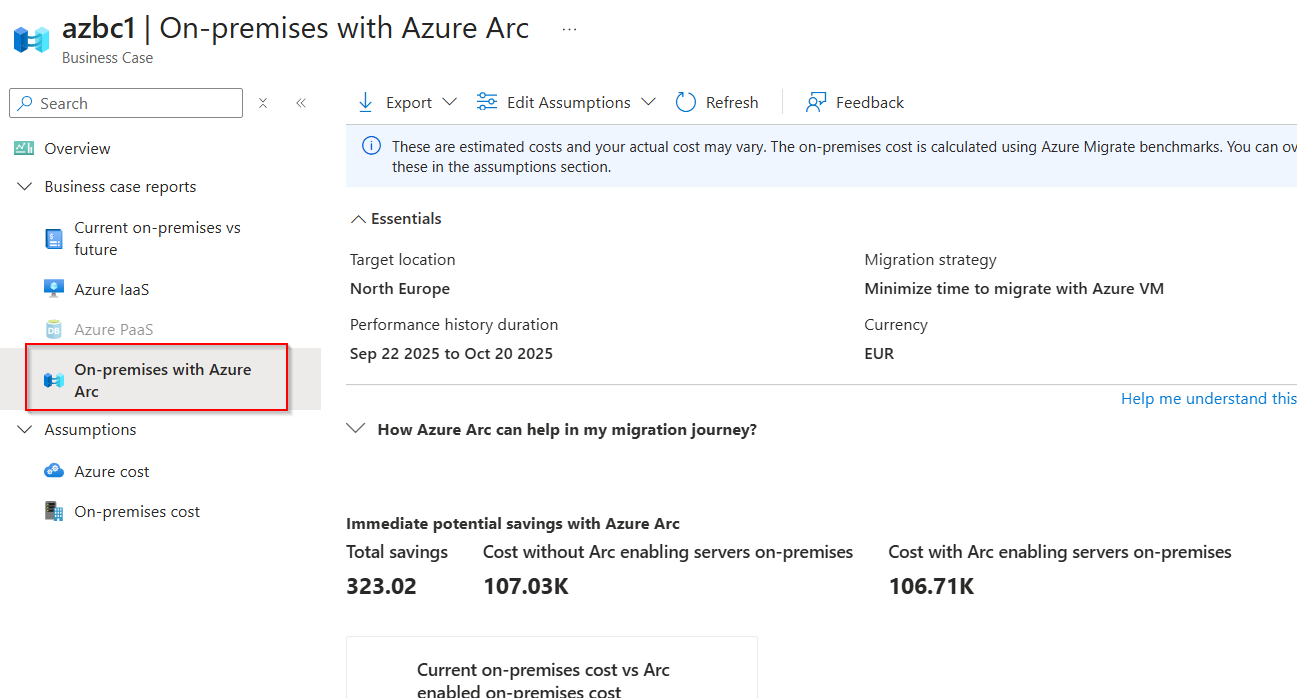 azbc1 | On-premises with Azure Arc ...
Business Case
Search
Export
Edit Assumptions
Refresh
Feedback
Overview
Business case reports
Current on-premises vs
future
Azure IaaS
DB
Azure PaaS
On-premises with Azure
Arc
Assumptions
Azure cost
On-premises cost
These are estimated costs and your actual cost may vary. The on-premises cost is calculated using Azure Migrate benchmarks. You can ov
these in the assumptions section.
Essentials
Target location
North Europe
Migration strategy
Minimize time to migrate with Azure VM
Performance history duration
Sep 22 2025 to Oct 20 2025
Currency
EUR
Help me understand this
How Azure Arc can help in my migration journey?
Immediate potential savings with Azure Arc
Total savings
323.02
Cost without Arc enabling servers on-premises
107.03K
Cost with Arc enabling servers on-premises
106.71K
Current on-premises cost vs Arc
enabled on-premises cost